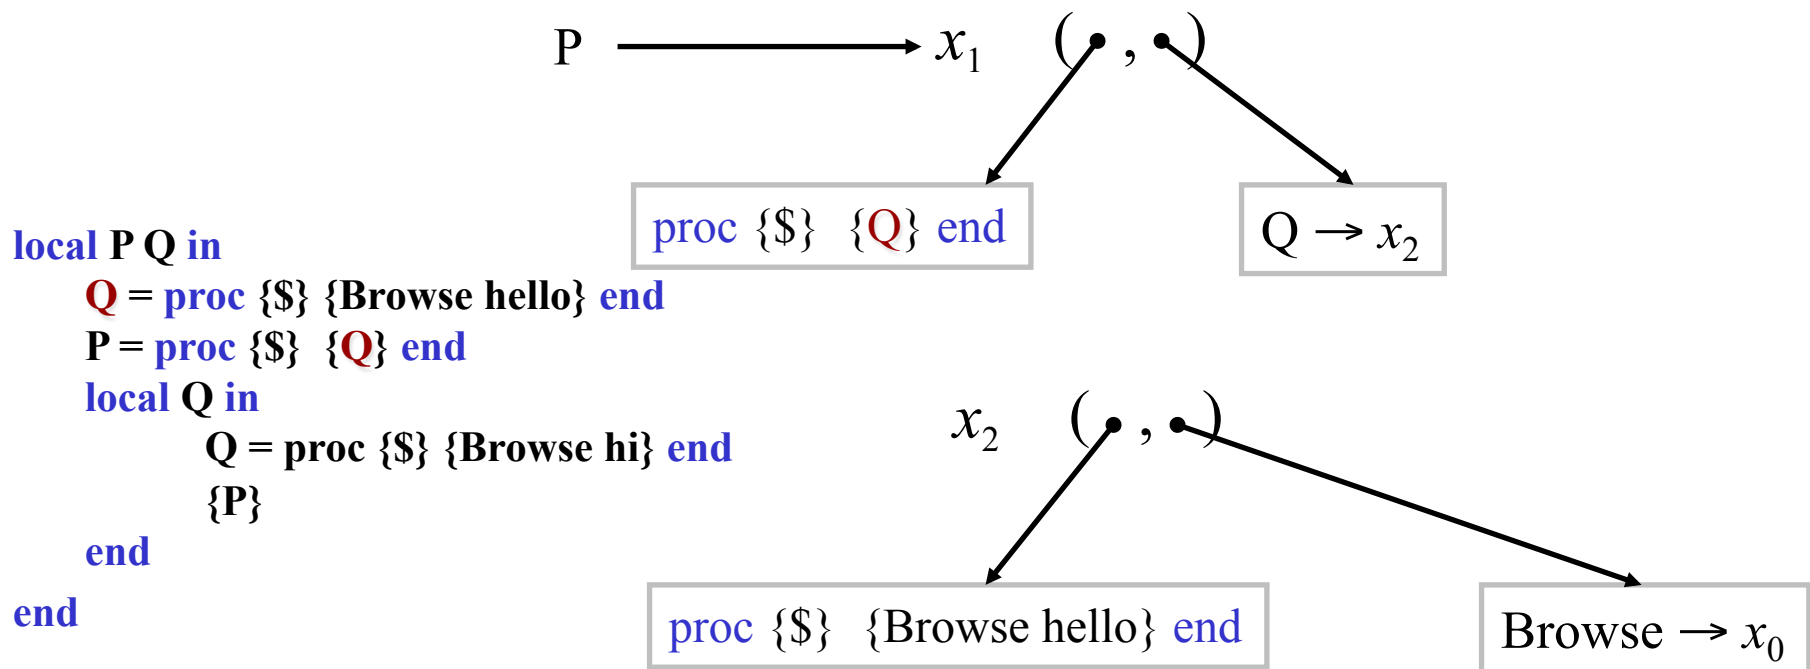 P → x₁ ( • , • )
proc {$} {Q} end
Q → x₂
local P Q in
Q = proc {$} {Browse hello} end
P = proc {$} {Q} end
local Q in
Q = proc {$} {Browse hi} end
{P}
end
end
x₂ ( • , • )
proc {$} {Browse hello} end
Browse → x₀